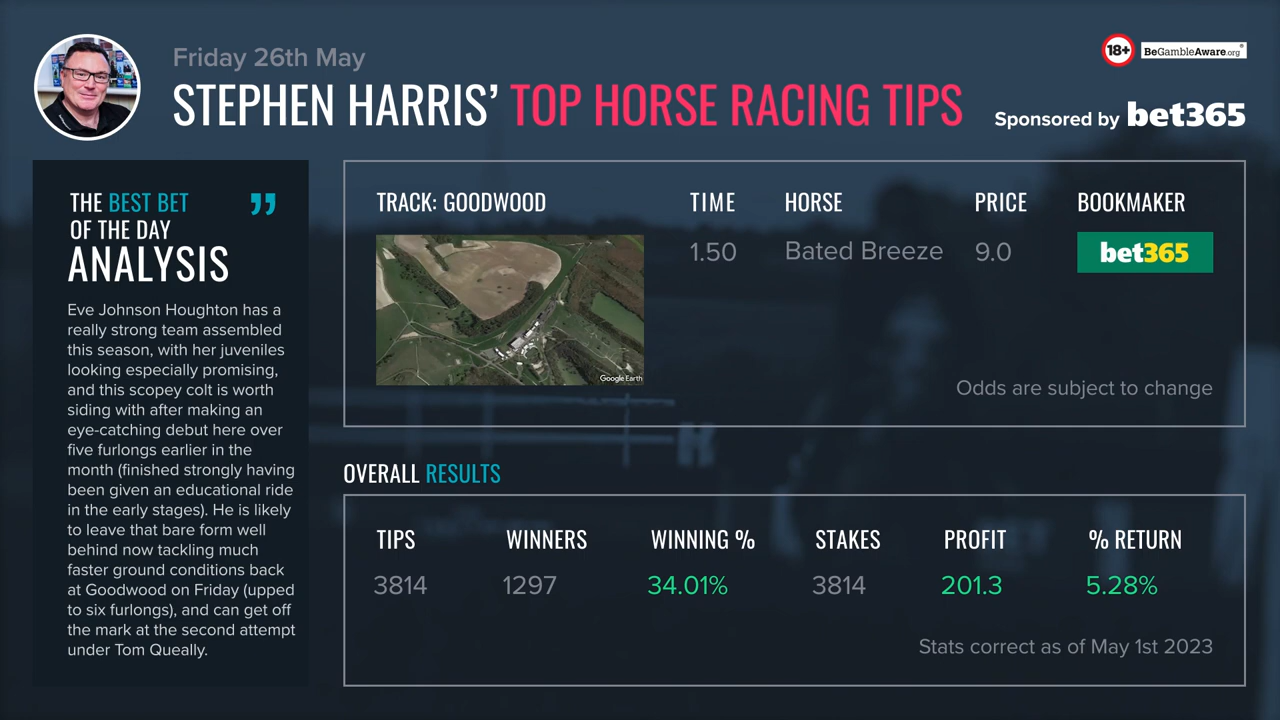 Friday 26th May
STEPHEN HARRIS’ TOP HORSE RACING TIPS
18+
BeGambleAware.org®
Sponsored by bet365
THE BEST BET
OF THE DAY
ANALYSIS
”
Eve Johnson Houghton has a
really strong team assembled
this season, with her juveniles
looking especially promising,
and this scopey colt is worth
siding with after making an
eye-catching debut here over
five furlongs earlier in the
month (finished strongly having
been given an educational ride
in the early stages). He is likely
to leave that bare form well
behind now tackling much
faster ground conditions back
at Goodwood on Friday (upped
to six furlongs), and can get off
the mark at the second attempt
under Tom Queally.
TRACK: GOODWOOD TIME HORSE PRICE BOOKMAKER
1.50 Bated Breeze 9.0 bet365
Google Earth
Odds are subject to change
OVERALL RESULTS
TIPS WINNERS WINNING % STAKES PROFIT % RETURN
3814 1297 34.01% 3814 201.3 5.28%
Stats correct as of May 1st 2023